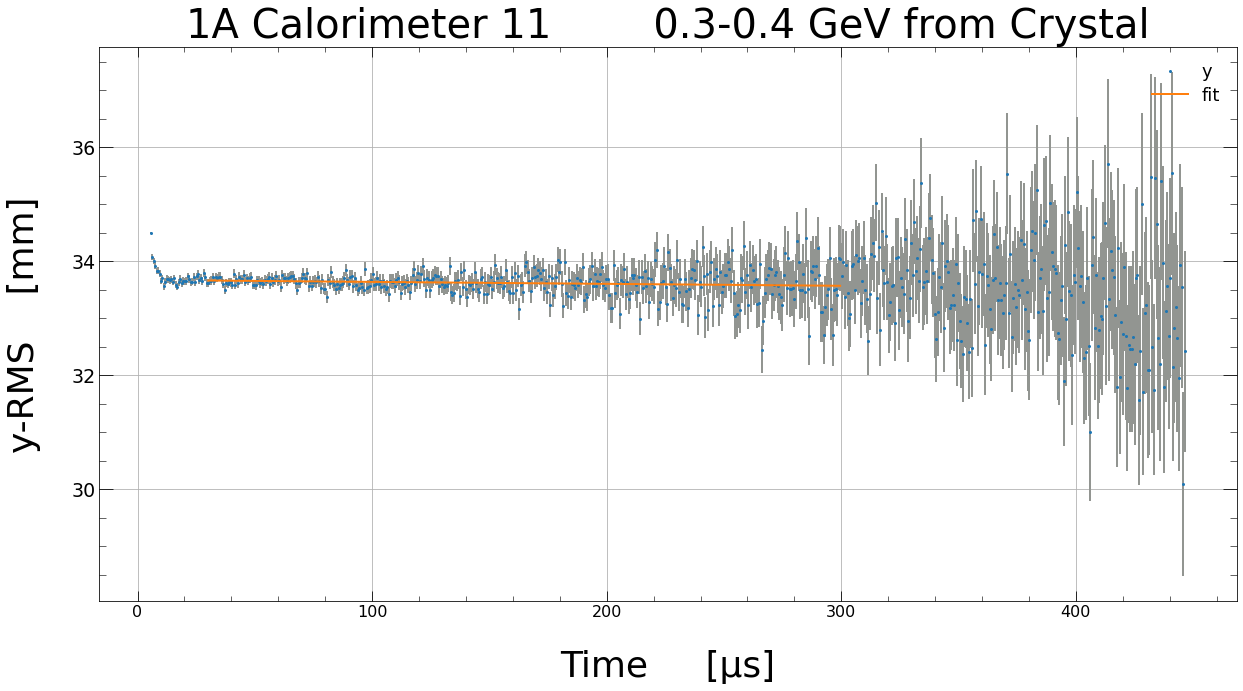 1A Calorimeter 11 0.3-0.4 GeV from Crystal
y
fit
36
34
32
30
y-RMS [mm]
0 100 200 300 400
Time [μs]